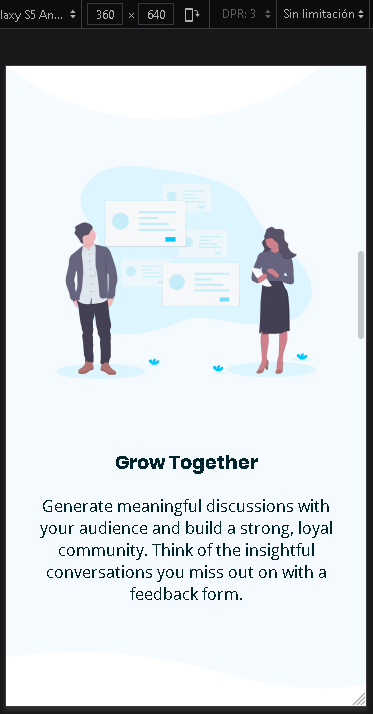 laxy S5 An...
360 × 640
DPR: 3
Sin limitación
Grow Together
Generate meaningful discussions with
your audience and build a strong, loyal
community. Think of the insightful
conversations you miss out on with a
feedback form.